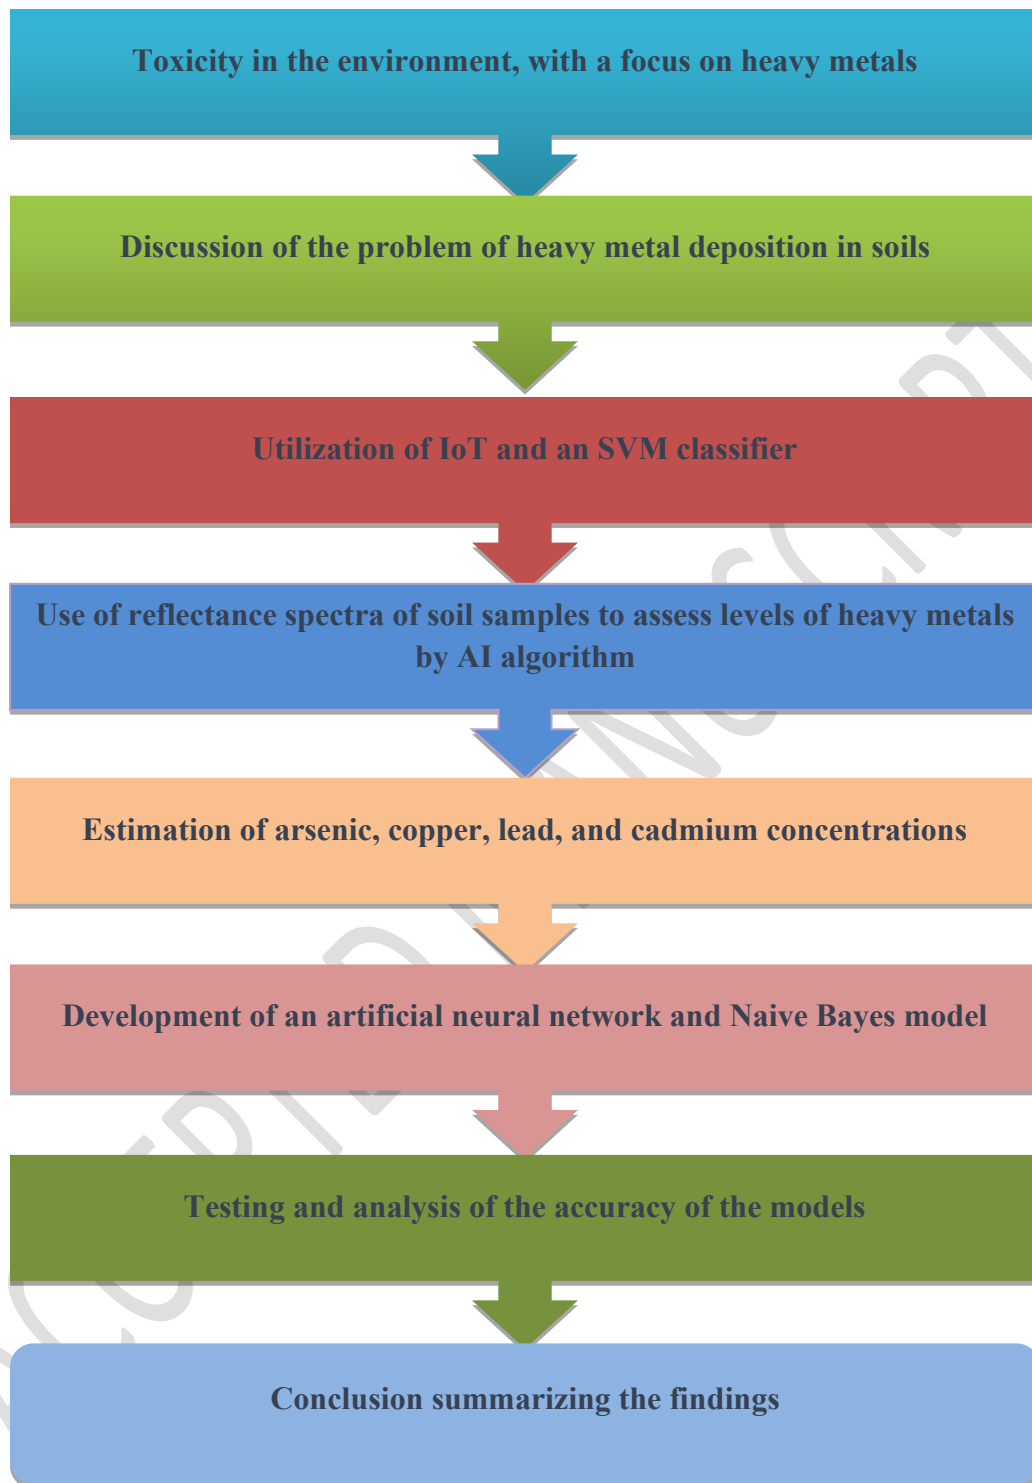 Toxicity in the environment, with a focus on heavy metals
Discussion of the problem of heavy metal deposition in soils
Utilization of IoT and an SVM classifier
Use of reflectance spectra of soil samples to assess levels of heavy metals
by AI algorithm
Estimation of arsenic, copper, lead, and cadmium concentrations
Development of an artificial neural network and Naive Bayes model
Testing and analysis of the accuracy of the models
Conclusion summarizing the findings
ACCEPTED MANUSCRIPT